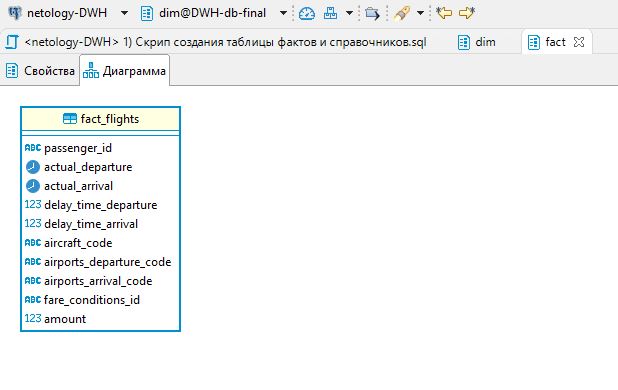 netology-DWH dim@DWH-db-final
<netology-DWH> 1) Скрип создания таблицы фактов и справочников.sql dim fact
Свойства Диаграмма
fact_flights
ABC passenger_id
actual_departure
actual_arrival
123 delay_time_departure
123 delay_time_arrival
ABC aircraft_code
ABC airports_departure_code
ABC airports_arrival_code
ABC fare_conditions_id
123 amount